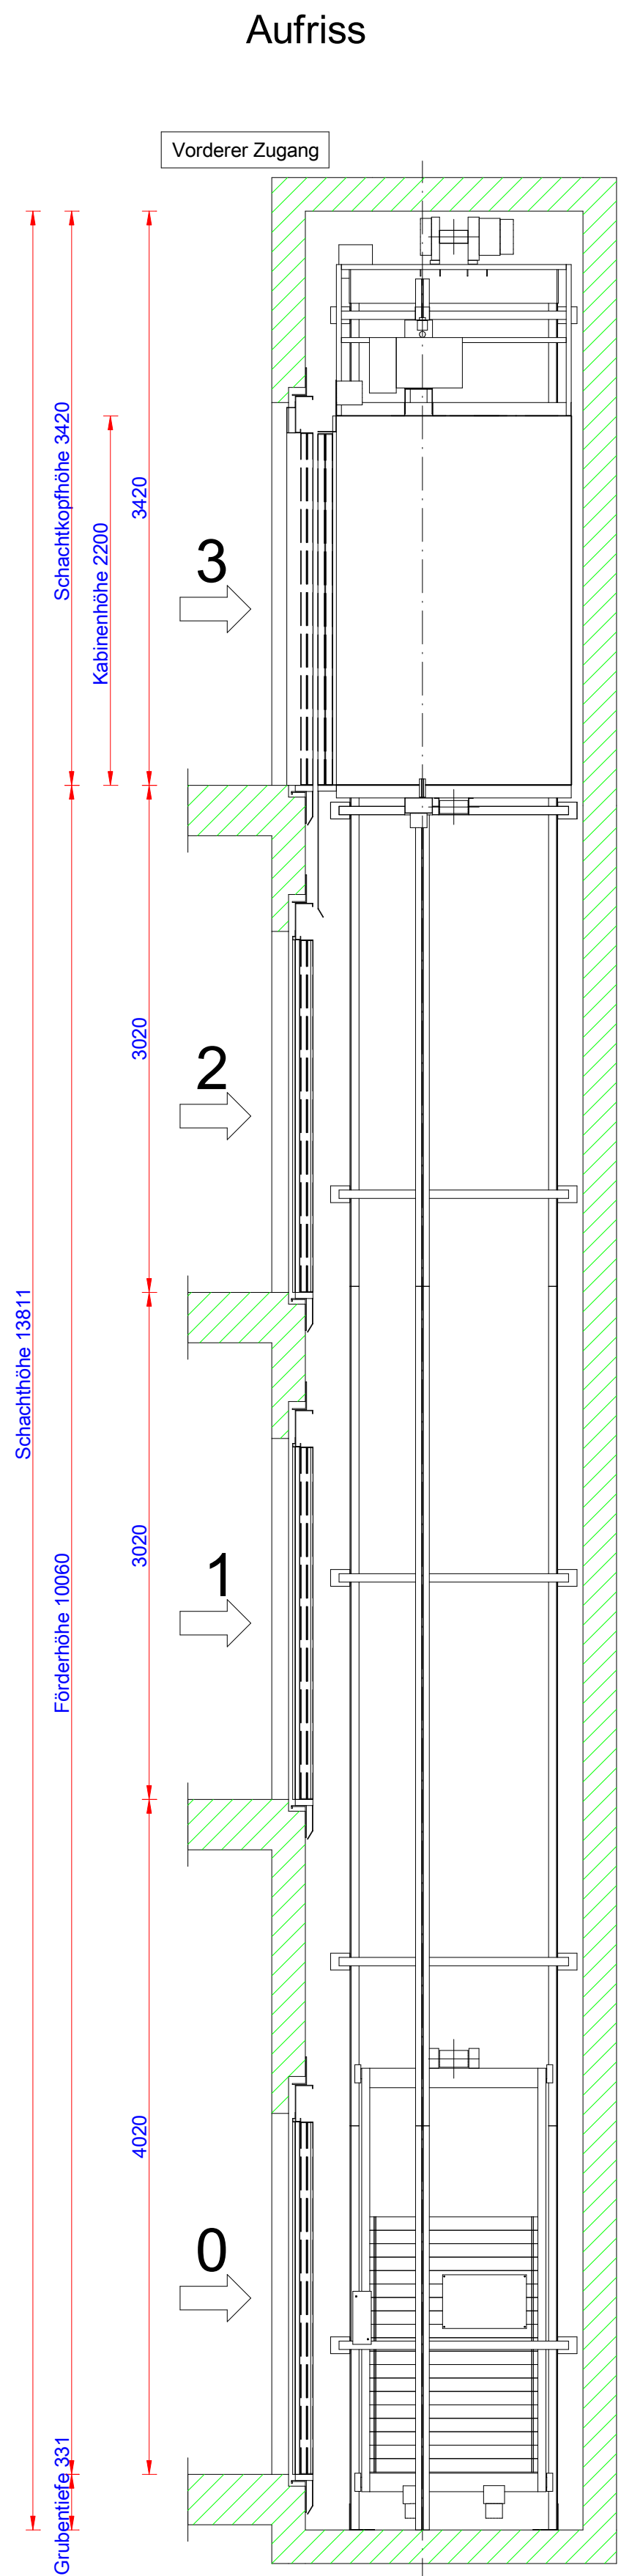 Aufriss
Vorderer Zugang
Schachtkopfhöhe 3420
3420
Kabinenhöhe 2200
3
3020
2
Schachthöhe 13811
3020
1
Förderhöhe 10060
4020
0
Grubentiefe 331